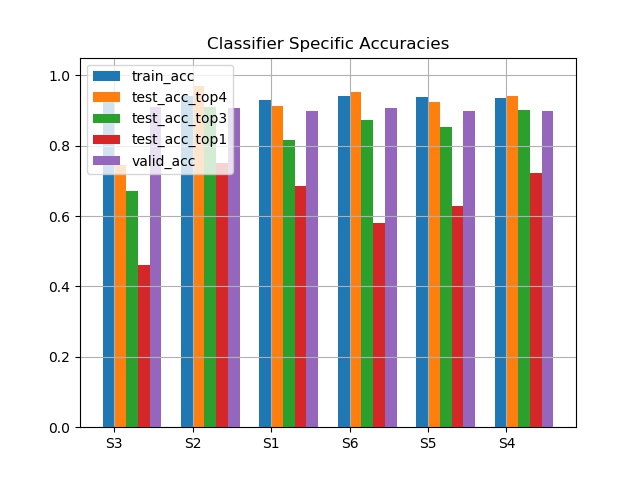 Classifier Specific Accuracies
1.0
0.8
0.6
0.4
0.2
0.0
train_acc
test_acc_top4
test_acc_top3
test_acc_top1
valid_acc
S3 S2 S1 S6 S5 S4